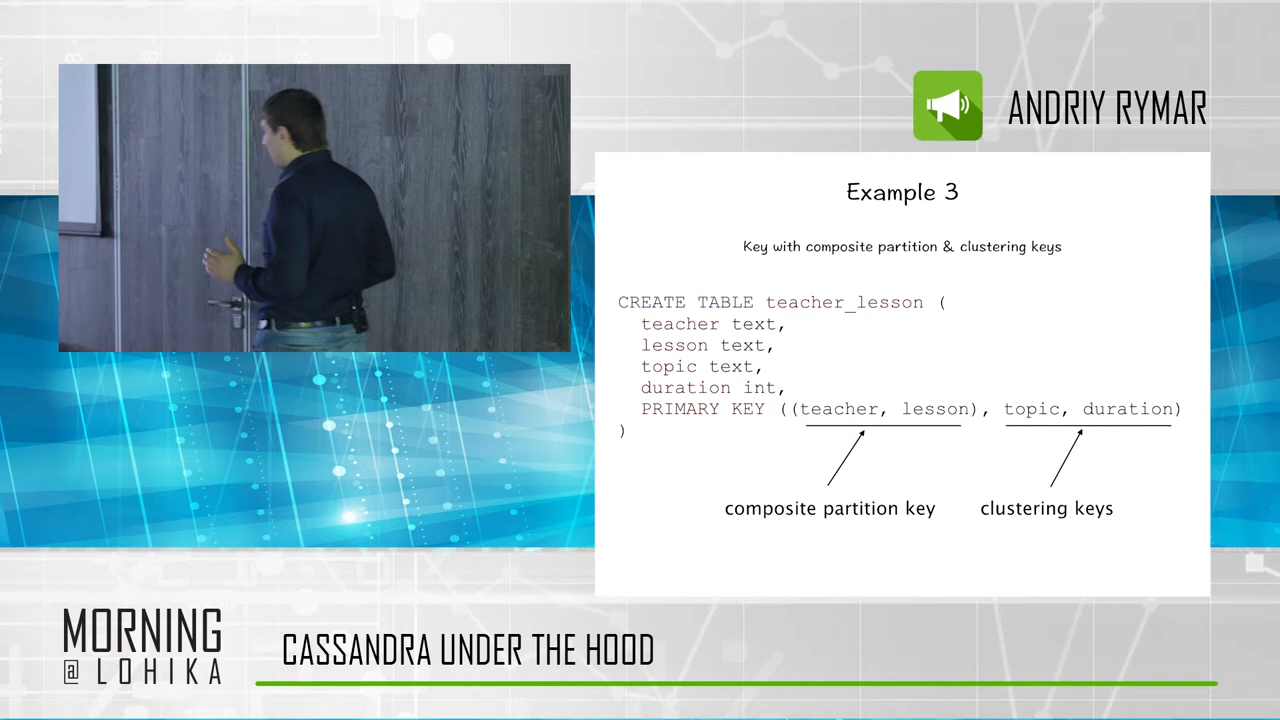 ANDRIY RYMAR
Example 3
Key with composite partition & clustering keys
CREATE TABLE teacher_lesson (
teacher text,
lesson text,
topic text,
duration int,
PRIMARY KEY ((teacher, lesson), topic, duration)
)
composite partition key
clustering keys
MORNING
@ LOHIKA
CASSANDRA UNDER THE HOOD